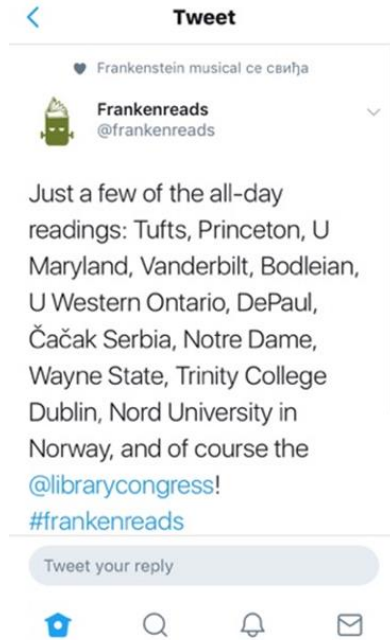 Tweet
Frankenstein musical се свиђа
Frankenreads
@frankenreads
Just a few of the all-day
readings: Tufts, Princeton, U
Maryland, Vanderbilt, Bodleian,
U Western Ontario, DePaul,
Čačak Serbia, Notre Dame,
Wayne State, Trinity College
Dublin, Nord University in
Norway, and of course the
@librarycongress!
#frankenreads
Tweet your reply